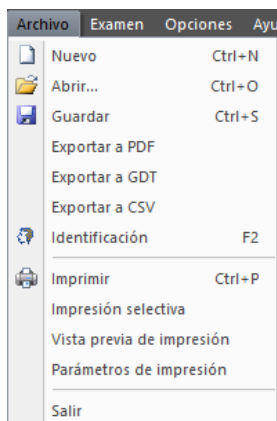 Archivo Examen Opciones Ayu
Nuevo Ctrl+N
Abrir... Ctrl+O
Guardar Ctrl+S
Exportar a PDF
Exportar a GDT
Exportar a CSV
Identificación F2
Imprimir Ctrl+P
Impresión selectiva
Vista previa de impresión
Parámetros de impresión
Salir